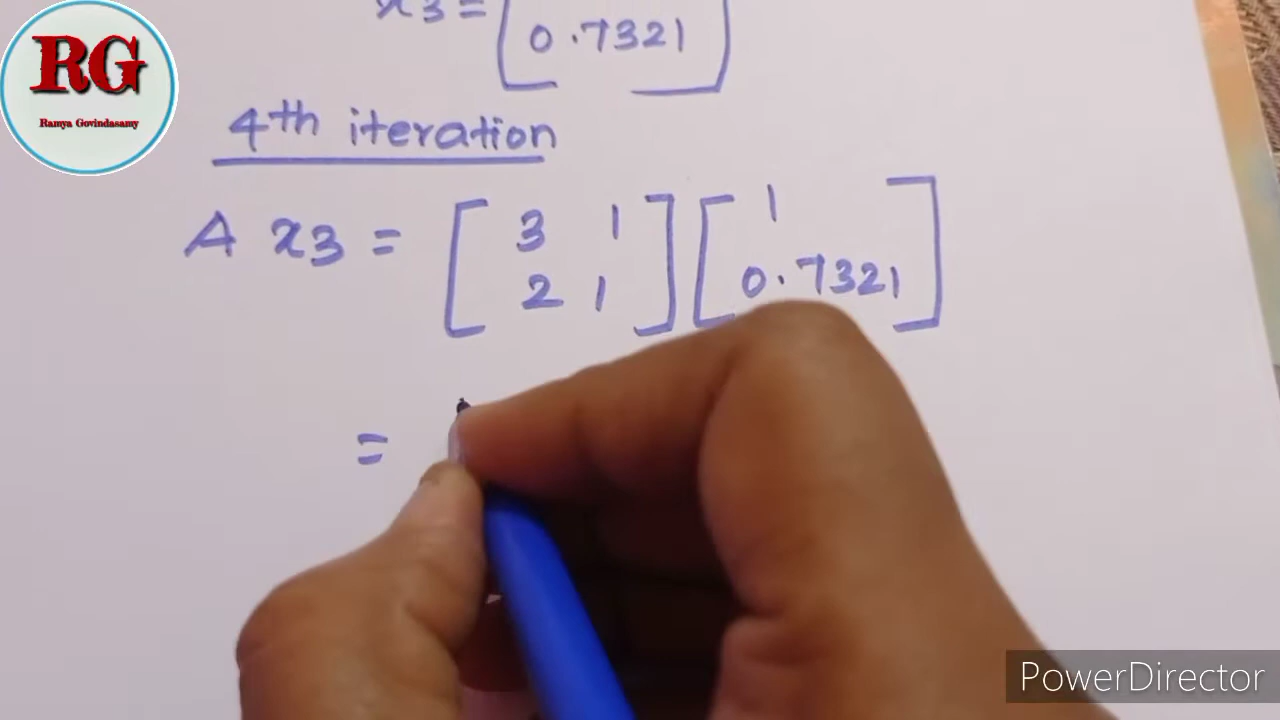 x3 =
0.7321
RG
Ramya Govindasamy
4th iteration
A x3 = [ 3 1 ] [ 1 ]
[ 2 1 ] [ 0.7321 ]
=
PowerDirector